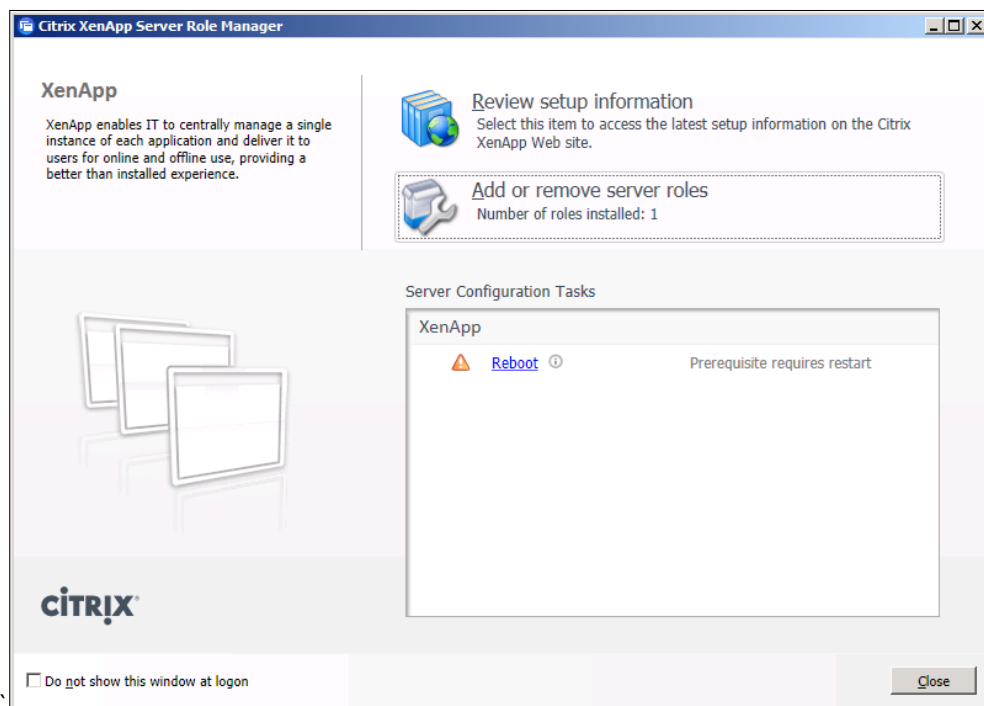 Citrix XenApp Server Role Manager
XenApp
XenApp enables IT to centrally manage a single
instance of each application and deliver it to
users for online and offline use, providing a
better than installed experience.
Review setup information
Select this item to access the latest setup information on the Citrix
XenApp Web site.
Add or remove server roles
Number of roles installed: 1
Server Configuration Tasks
XenApp
Reboot Prerequisite requires restart
CITRIX
Do not show this window at logon
Close
`